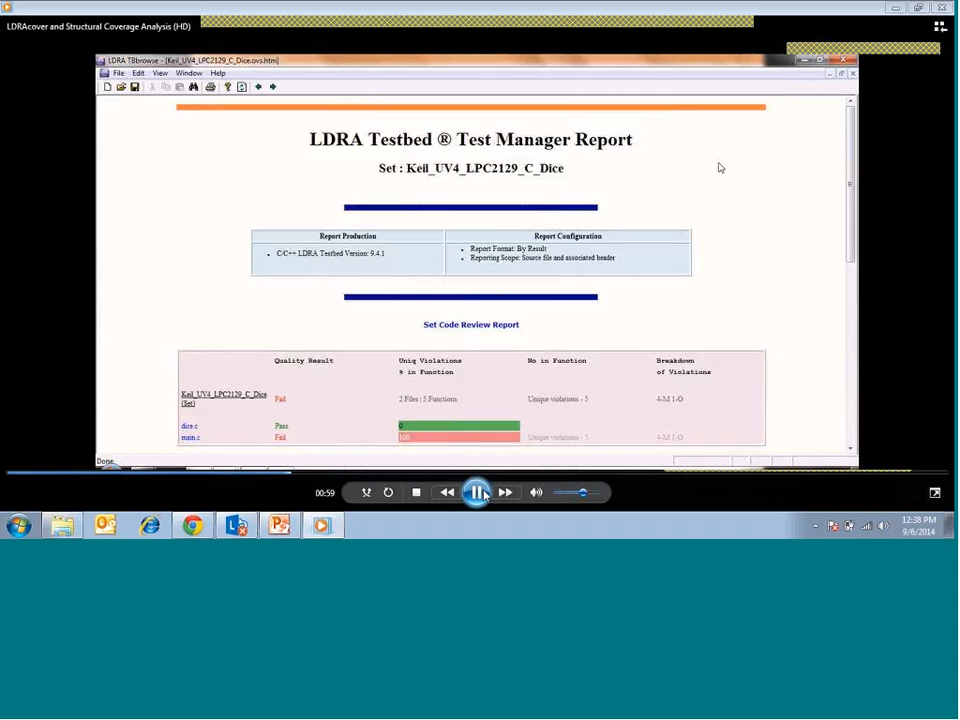 LDRAcover and Structural Coverage Analysis (HD)
LDRA TBbrowse - [Keil_UV4_LPC2129_C_Dice.ovs.htm]
File Edit View Window Help
LDRA Testbed ® Test Manager Report
Set : Keil_UV4_LPC2129_C_Dice
Report Production
C/C++ LDRA Testbed Version: 9.4.1
Report Configuration
Report Format: By Result
Reporting Scope: Source file and associated header
Set Code Review Report
Quality Result Uniq Violations No in Function Breakdown
% in Function of Violations
Keil_UV4_LPC2129_C_Dice Fail 2 Files ; 5 Functions Unique violations - 5 4-M 1-O
(Set)
dice.c Pass 0
main.c Fail 100 Unique violations - 5 4-M 1-O
Done
00:59
12:38 PM
9/6/2014